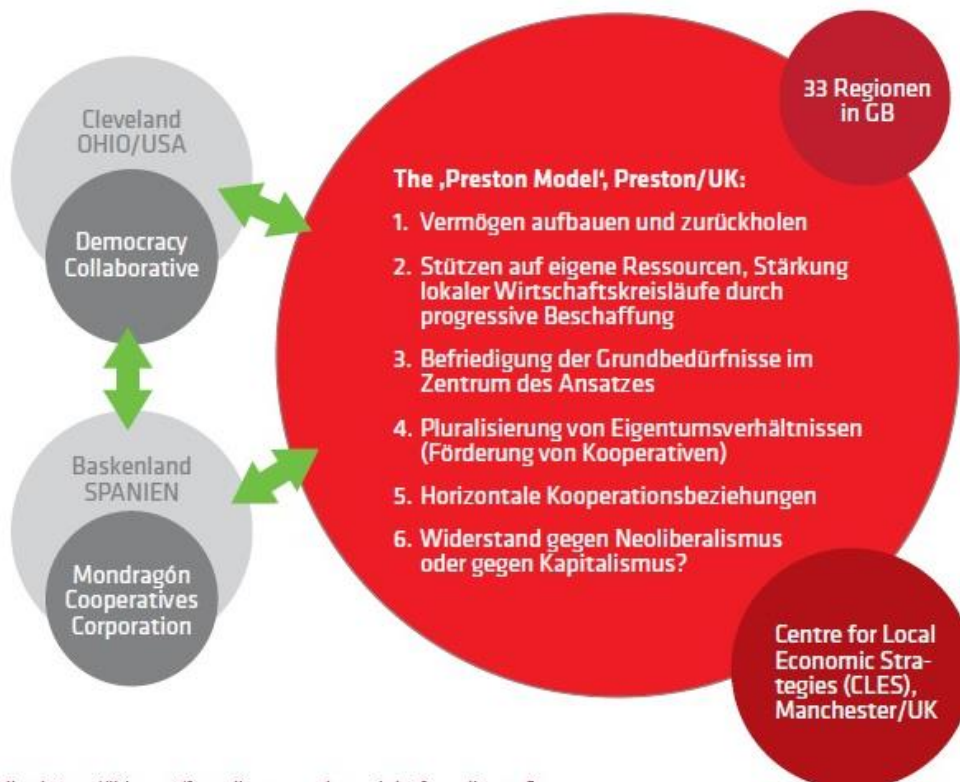 Cleveland
OHIO/USA
Democracy
Collaborative
Baskenland
SPANIEN
Mondragón
Cooperatives
Corporation
The ‚Preston Model‘, Preston/UK:
1. Vermögen aufbauen und zurückholen
2. Stützen auf eigene Ressourcen, Stärkung
lokaler Wirtschaftskreisläufe durch
progressive Beschaffung
3. Befriedigung der Grundbedürfnisse im
Zentrum des Ansatzes
4. Pluralisierung von Eigentumsverhältnissen
(Förderung von Kooperativen)
5. Horizontale Kooperationsbeziehungen
6. Widerstand gegen Neoliberalismus
oder gegen Kapitalismus?
33 Regionen
in GB
Centre for Local
Economic Stra-
tegies (CLES),
Manchester/UK